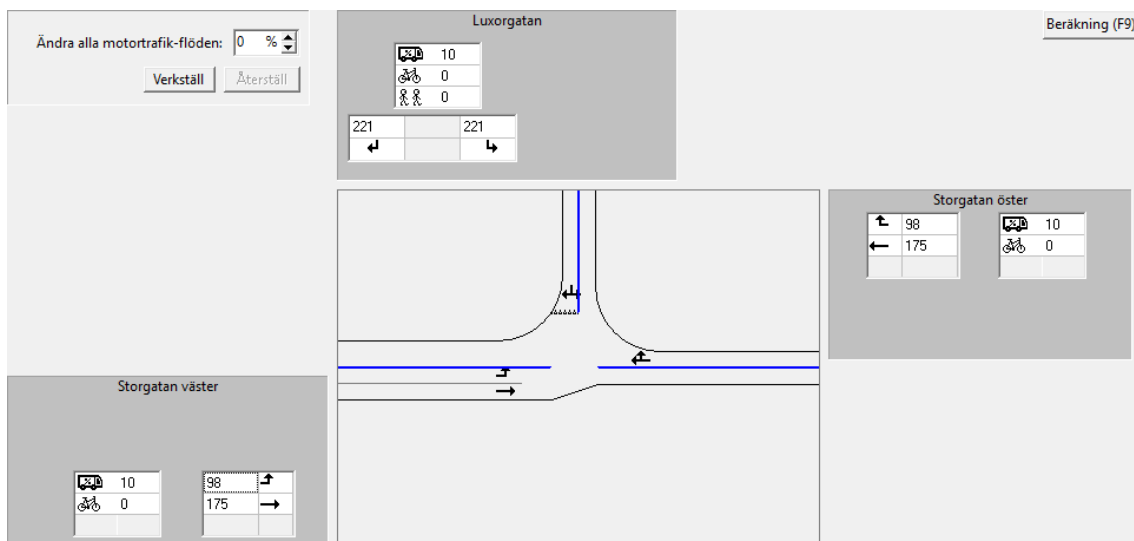 Luxorgatan
Beräkning (F9)
Ändra alla motortrafik-flöden: 0 %
Verkställ Återställ
% 10
0
0
221 221
Storgatan öster
98 % 10
175 0
Storgatan väster
% 10 98
0 175